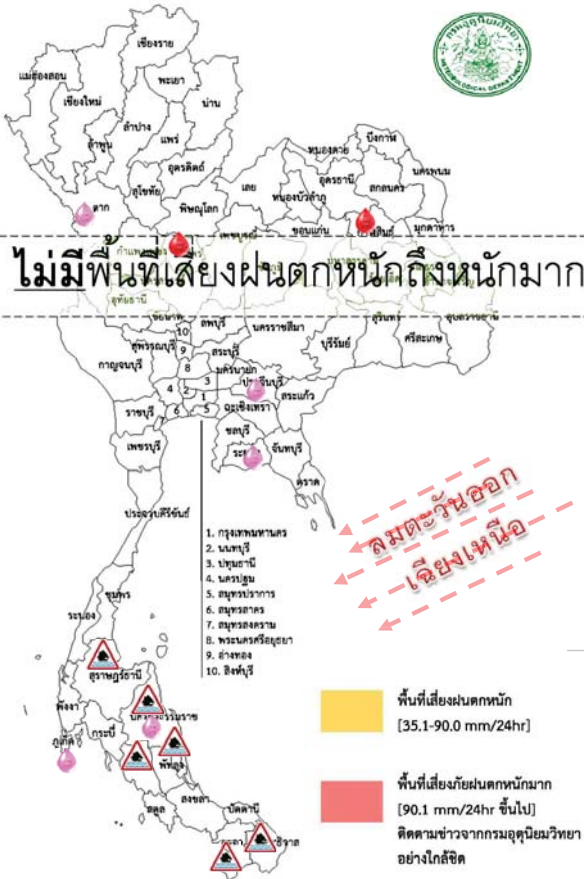 กรมอุตุนิยมวิทยา
METEOROLOGICAL DEPARTMENT
เชียงราย
แม่ฮ่องสอน
พะเยา
เชียงใหม่
น่าน
ลำปาง
ลำพูน
แพร่
บึงกาฬ
หนองคาย
อุตรดิตถ์
เลย
อุดรธานี
นครพนม
สกลนคร
หนองบัวลำภู
สุโขทัย
ตาก
พิษณุโลก
ขอนแก่น
มุกดาหาร
เพชรบูรณ์
ไม่มีพื้นที่เสี่ยงฝนตกหนักถึงหนักมาก
อุทัยธานี
ชัยนาท
สุรินทร์
อุบลราชธานี
ลพบุรี
นครราชสีมา
บุรีรัมย์
ศรีสะเกษ
10
สุพรรณบุรี
9
สระบุรี
กาญจนบุรี
8
นครนายก
3
ปราจีนบุรี
4
2
1
สระแก้ว
ราชบุรี
6
5
ฉะเชิงเทรา
ชลบุรี
เพชรบุรี
ระยอง
จันทบุรี
ตราด
ลมตะวันออก
เฉียงเหนือ
ประจวบคีรีขันธ์
1. กรุงเทพมหานคร
2. นนทบุรี
3. ปทุมธานี
4. นครปฐม
5. สมุทรปราการ
6. สมุทรสาคร
7. สมุทรสงคราม
8. พระนครศรีอยุธยา
9. อ่างทอง
10. สิงห์บุรี
ชุมพร
ระนอง
สุราษฎร์ธานี
พังงา
นครศรีธรรมราช
กระบี่
ภูเก็ต
พัทลุง
สตูล
สงขลา
ปัตตานี
พื้นที่เสี่ยงฝนตกหนัก
[35.1-90.0 mm/24hr]
พื้นที่เสี่ยงภัยฝนตกหนักมาก
[90.1 mm/24hr ขึ้นไป]
ติดตามข่าวจากกรมอุตุนิยมวิทยา
อย่างใกล้ชิด